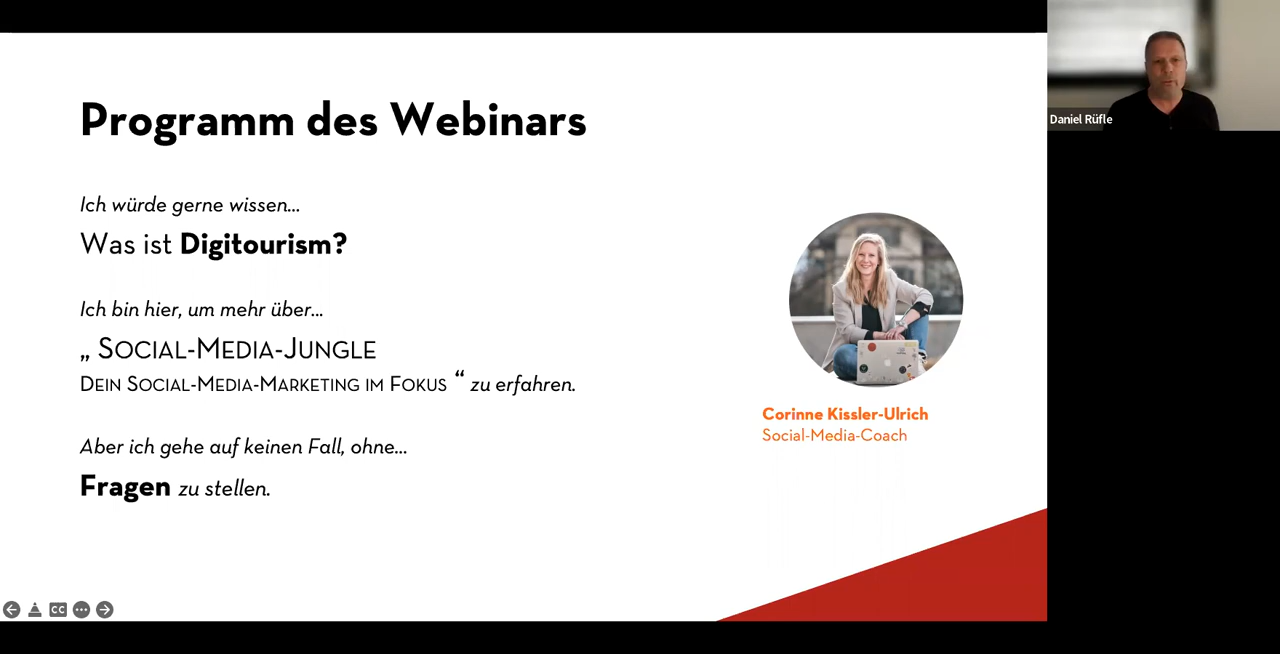 Programm des Webinars
Ich würde gerne wissen...
Was ist Digitourism?
Ich bin hier, um mehr über...
„ SOCIAL-MEDIA-JUNGLE
DEIN SOCIAL-MEDIA-MARKETING IM FOKUS “ zu erfahren.
Aber ich gehe auf keinen Fall, ohne...
Fragen zu stellen.
Corinne Kissler-Ulrich
Social-Media-Coach
Daniel Rüfle
CC